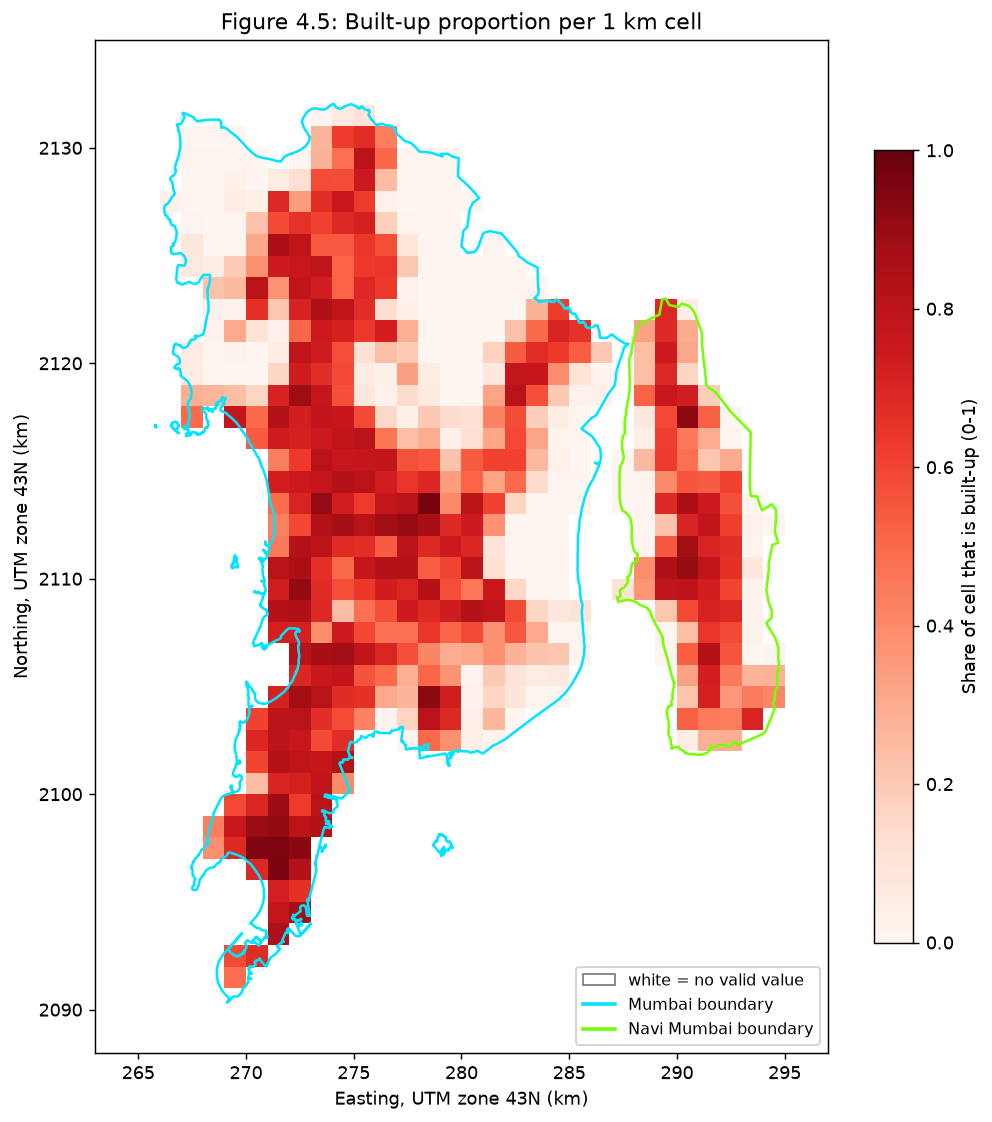 Figure 4.5: Built-up proportion per 1 km cell
Northing, UTM zone 43N (km)
2130
2120
2110
2100
2090
265
270
275
280
285
290
295
Easting, UTM zone 43N (km)
white = no valid value
Mumbai boundary
Navi Mumbai boundary
1.0
0.8
0.6
0.4
0.2
0.0
Share of cell that is built-up (0-1)